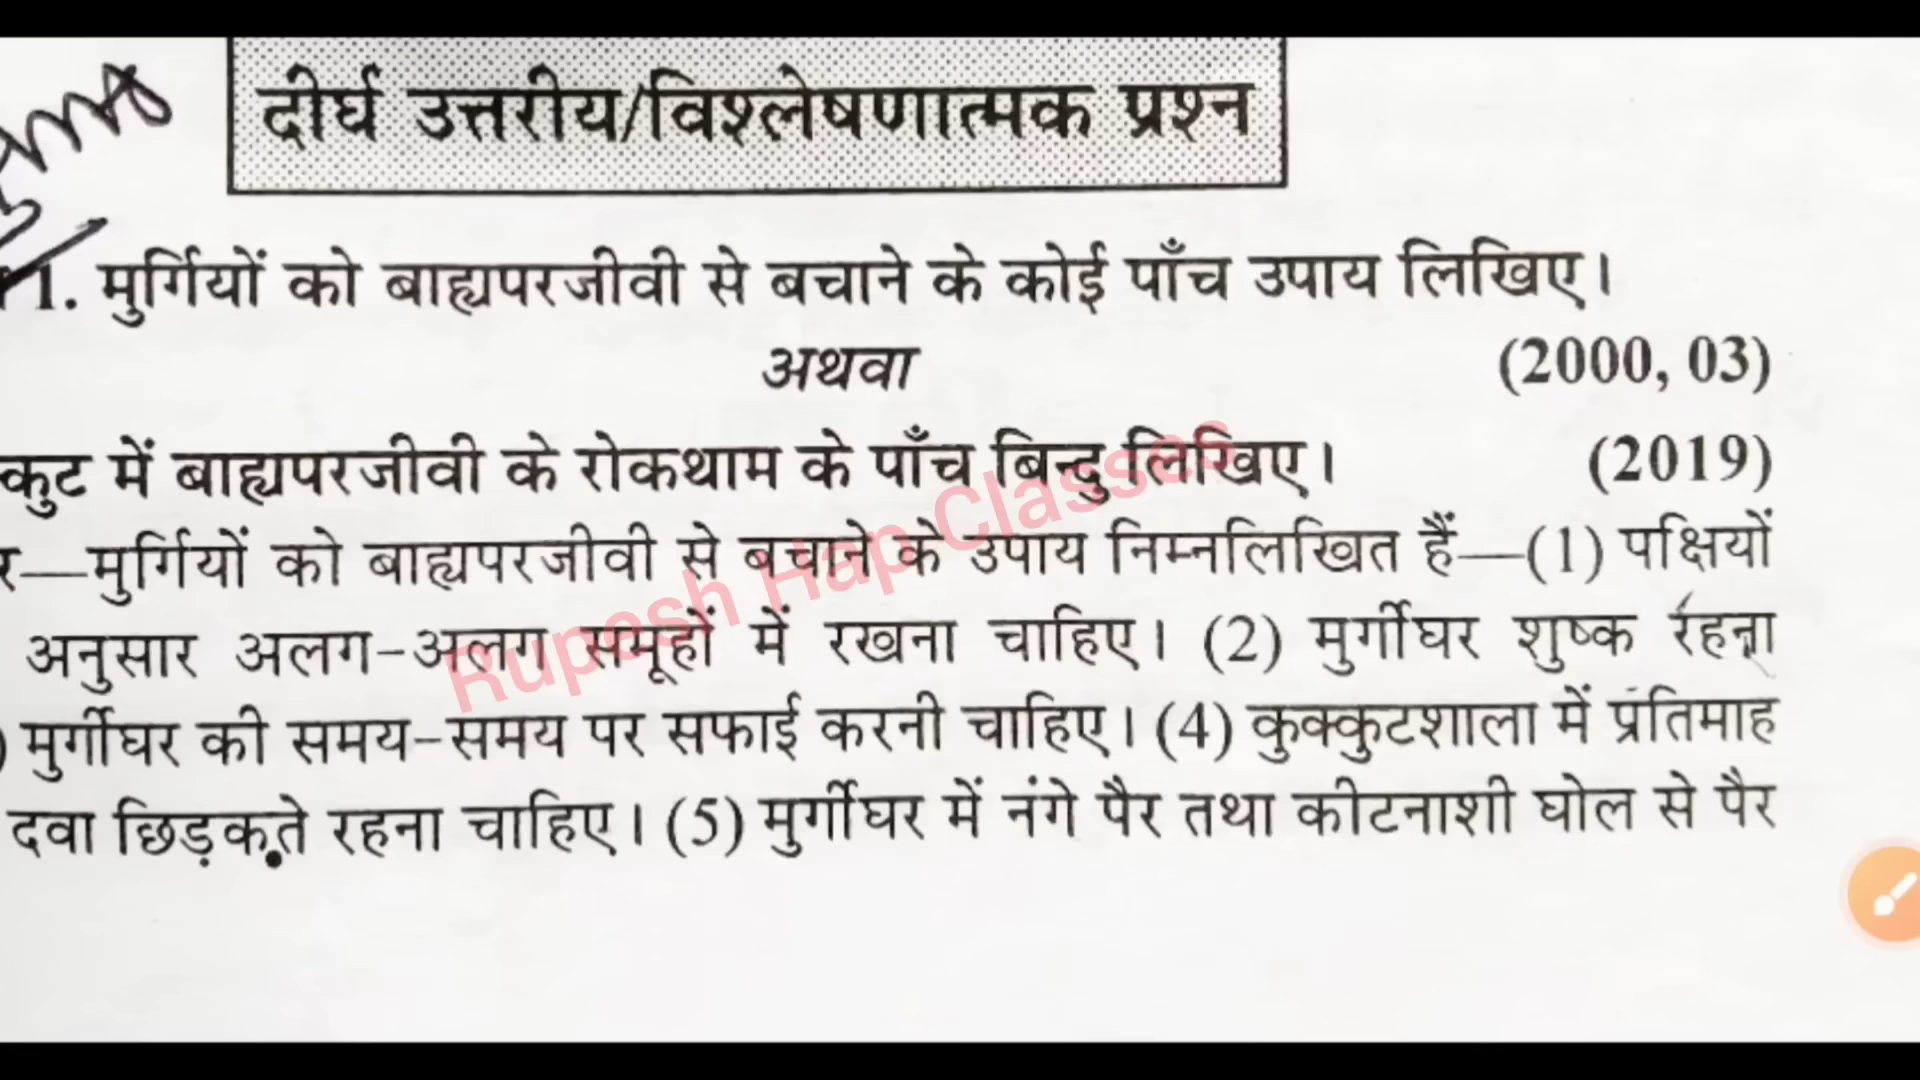 दीर्घ उत्तरीय/विश्लेषणात्मक प्रश्न
1. मुर्गियों को बाह्यपरजीवी से बचाने के कोई पाँच उपाय लिखिए।
अथवा (2000, 03)
कुट में बाह्यपरजीवी के रोकथाम के पाँच बिन्दु लिखिए। (2019)
र—मुर्गियों को बाह्यपरजीवी से बचाने के उपाय निम्नलिखित हैं—(1) पक्षियों
अनुसार अलग-अलग समूहों में रखना चाहिए। (2) मुर्गीघर शुष्क रहना
) मुर्गीघर की समय-समय पर सफाई करनी चाहिए। (4) कुक्कुटशाला में प्रतिमाह
दवा छिड़कते रहना चाहिए। (5) मुर्गीघर में नंगे पैर तथा कीटनाशी घोल से पैर
Rupesh Hap Classes